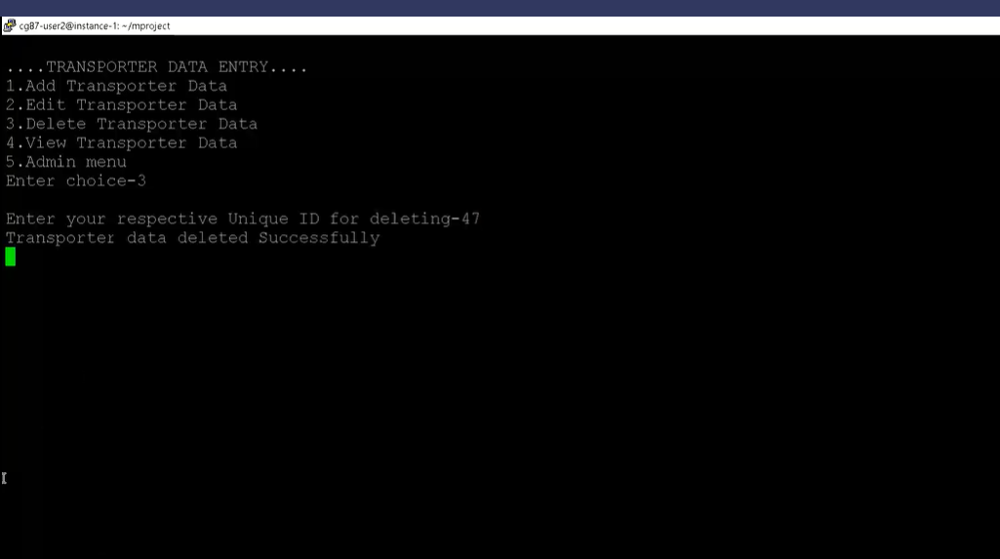 cg87-user2@instance-1: ~/mproject
....TRANSPORTER DATA ENTRY....
1.Add Transporter Data
2.Edit Transporter Data
3.Delete Transporter Data
4.View Transporter Data
5.Admin menu
Enter choice-3
Enter your respective Unique ID for deleting-47
Transporter data deleted Successfully